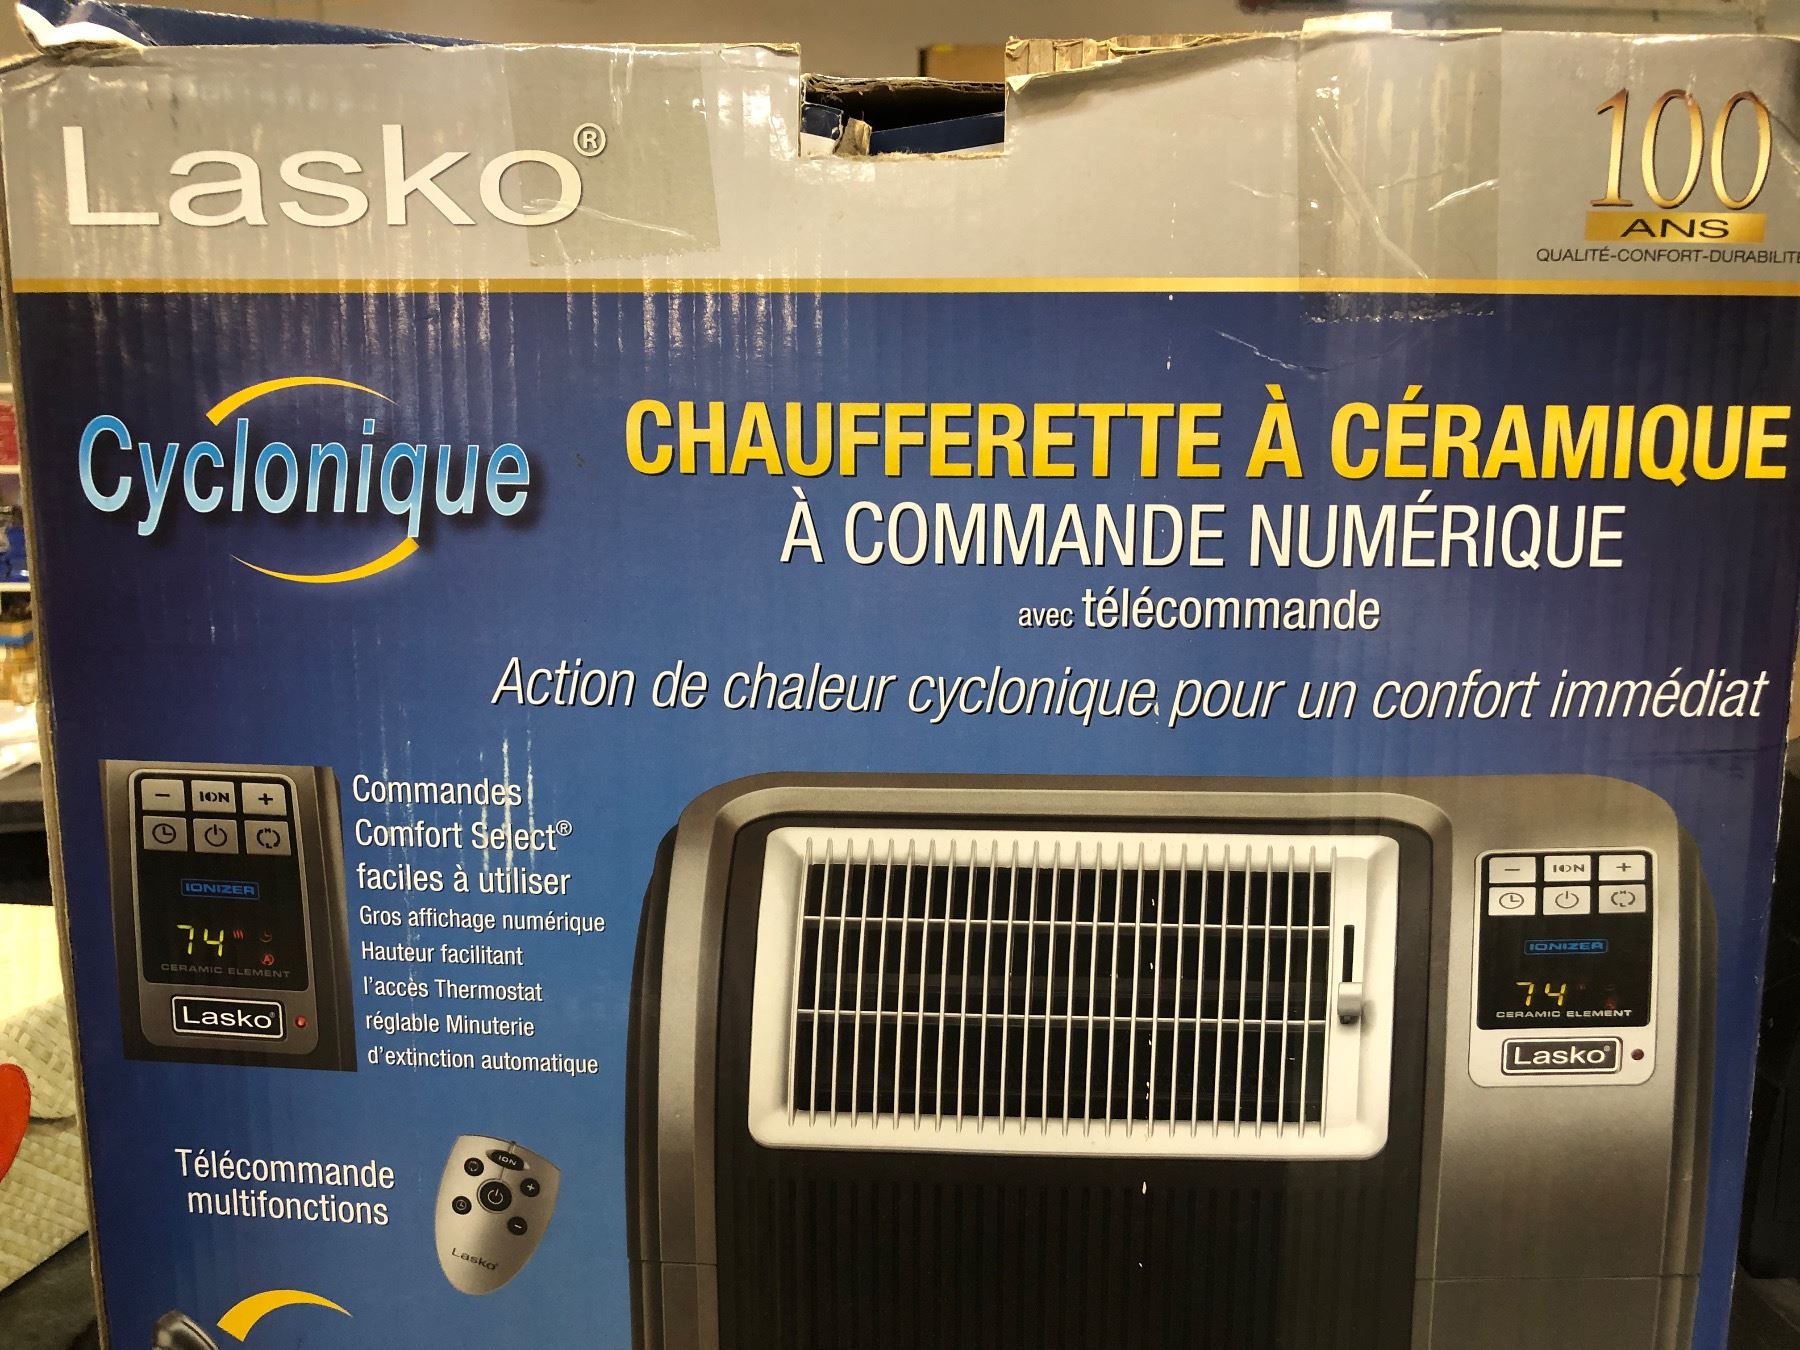 Lasko®
100
ANS
QUALITÉ-CONFORT-DURABILITÉ
Cyclonique
CHAUFFERETTE À CÉRAMIQUE
À COMMANDE NUMÉRIQUE
avec télécommande
Action de chaleur cyclonique pour un confort immédiat
Commandes
Comfort Select®
faciles à utiliser
Gros affichage numérique
Hauteur facilitant
l'accès Thermostat
réglable Minuterie
d'extinction automatique
− ION +
IONIZER
74
CERAMIC ELEMENT
Lasko®
− ION +
IONIZER
74
CERAMIC ELEMENT
Lasko®
Télécommande
multifonctions
ION
+
−
Lasko®